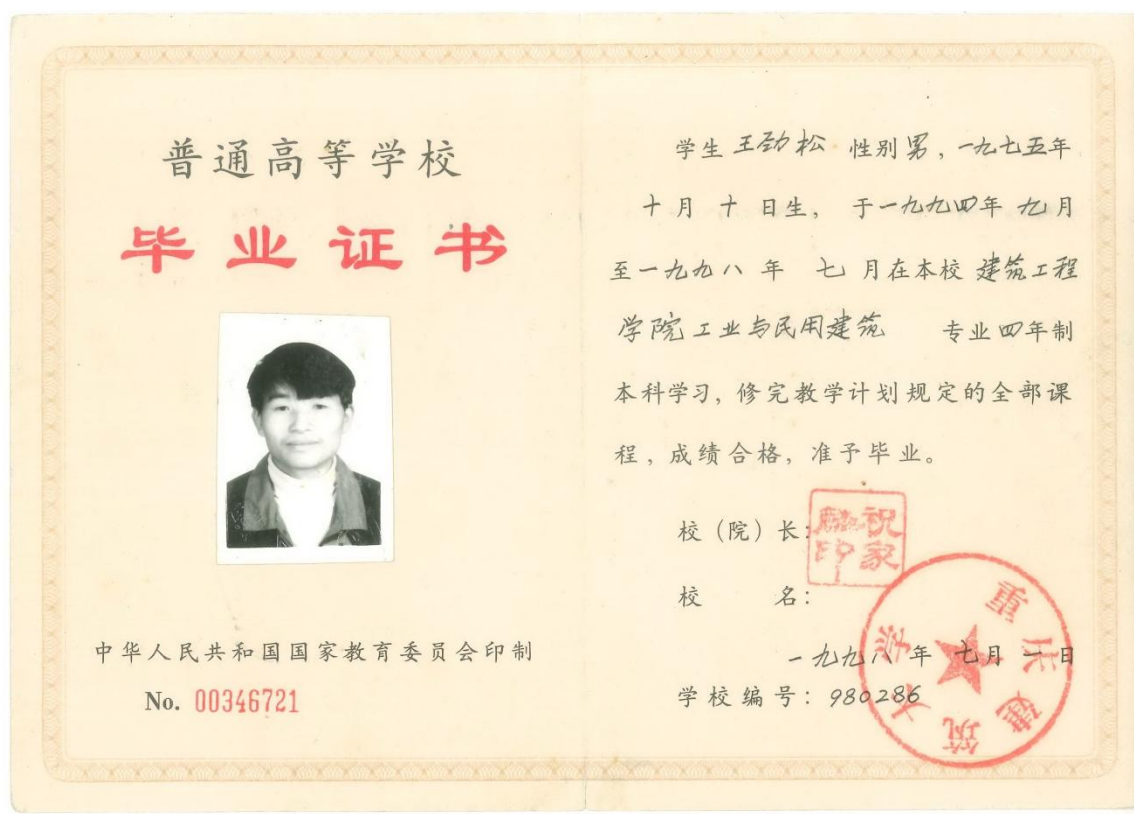 普通高等学校
毕业证书
中华人民共和国国家教育委员会印制
No. 00346721
学生 王劲松 性别男，一九七五年
十月 十 日生， 于一九九四年 九月
至一九九八 年 七 月在本校 建筑工程
学院工业与民用建筑 专业四年制
本科学习，修完教学计划规定的全部课
程，成绩合格，准予毕业。
校（院）长：
祝家麟印
校 名：
重庆建筑大学
一九九八 年 七月 一日
学校编号：980286